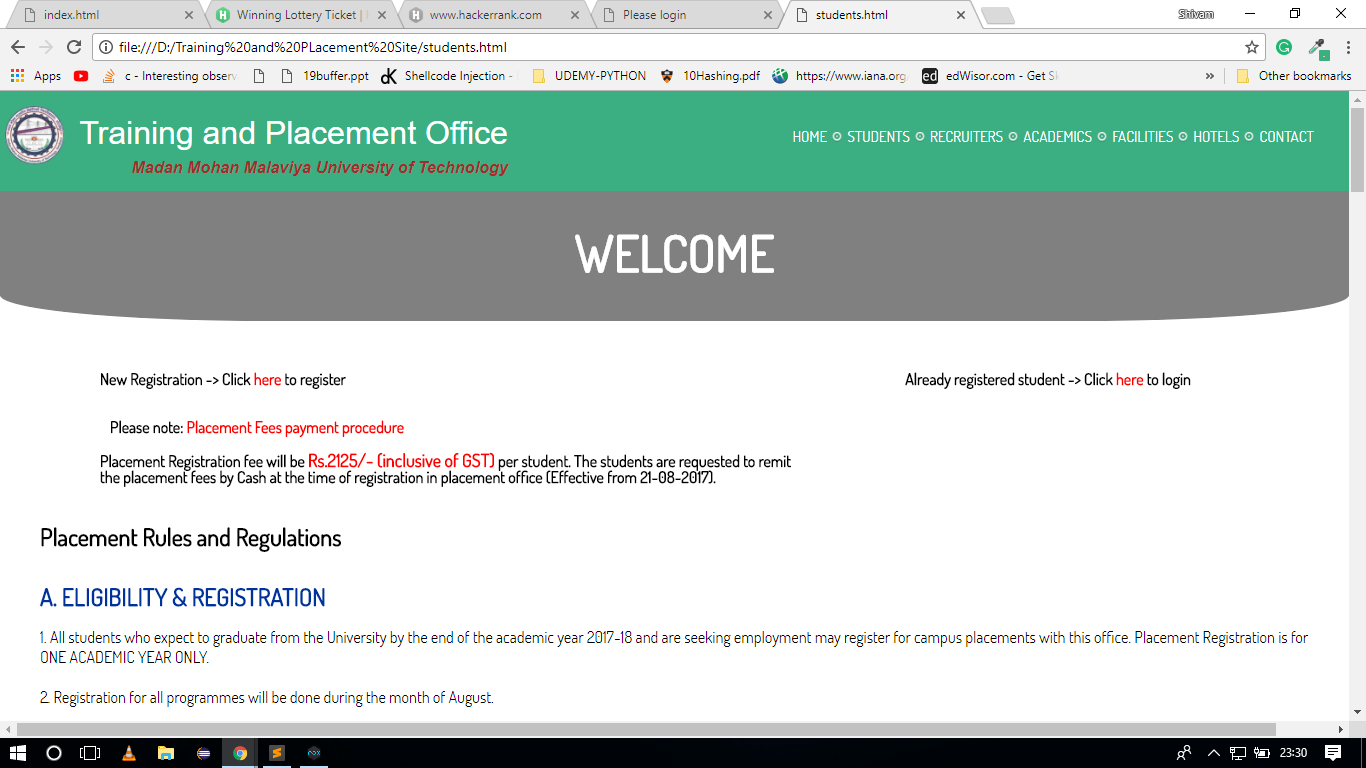 index.html
Winning Lottery Ticket |
www.hackerrank.com
Please login
students.html
Shivam
file:///D:/Training%20and%20PLacement%20Site/students.html
Apps
c - Interesting observ
19buffer.ppt
dK Shellcode Injection -
UDEMY-PYTHON
10Hashing.pdf
https://www.iana.org
ed edWisor.com - Get Sk
» Other bookmarks
Training and Placement Office
Madan Mohan Malaviya University of Technology
HOME STUDENTS RECRUITERS ACADEMICS FACILITIES HOTELS CONTACT
WELCOME
New Registration -> Click here to register
Already registered student -> Click here to login
Please note: Placement Fees payment procedure
Placement Registration fee will be Rs.2125/- (inclusive of GST) per student. The students are requested to remit
the placement fees by Cash at the time of registration in placement office (Effective from 21-08-2017).
Placement Rules and Regulations
A. ELIGIBILITY & REGISTRATION
1. All students who expect to graduate from the University by the end of the academic year 2017-18 and are seeking employment may register for campus placements with this office. Placement Registration is for
ONE ACADEMIC YEAR ONLY.
2. Registration for all programmes will be done during the month of August.
23:30